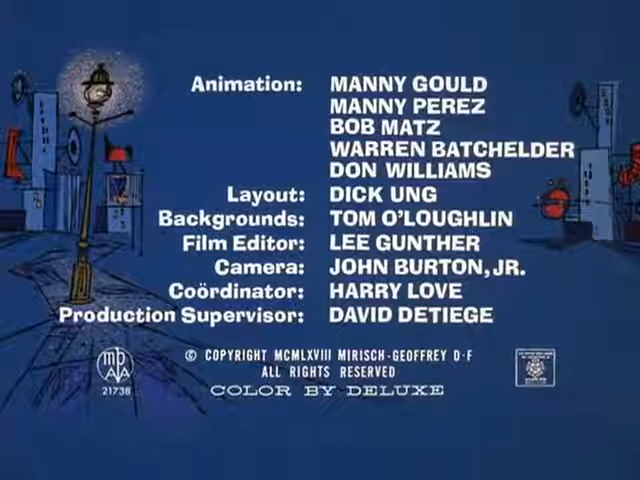 Animation: MANNY GOULD
MANNY PEREZ
BOB MATZ
WARREN BATCHELDER
DON WILLIAMS
Layout: DICK UNG
Backgrounds: TOM O'LOUGHLIN
Film Editor: LEE GUNTHER
Camera: JOHN BURTON, JR.
Coördinator: HARRY LOVE
Production Supervisor: DAVID DETIEGE
© COPYRIGHT MCMLXVIII MIRISCH-GEOFFREY D·F
ALL RIGHTS RESERVED
COLOR BY DELUXE
21738